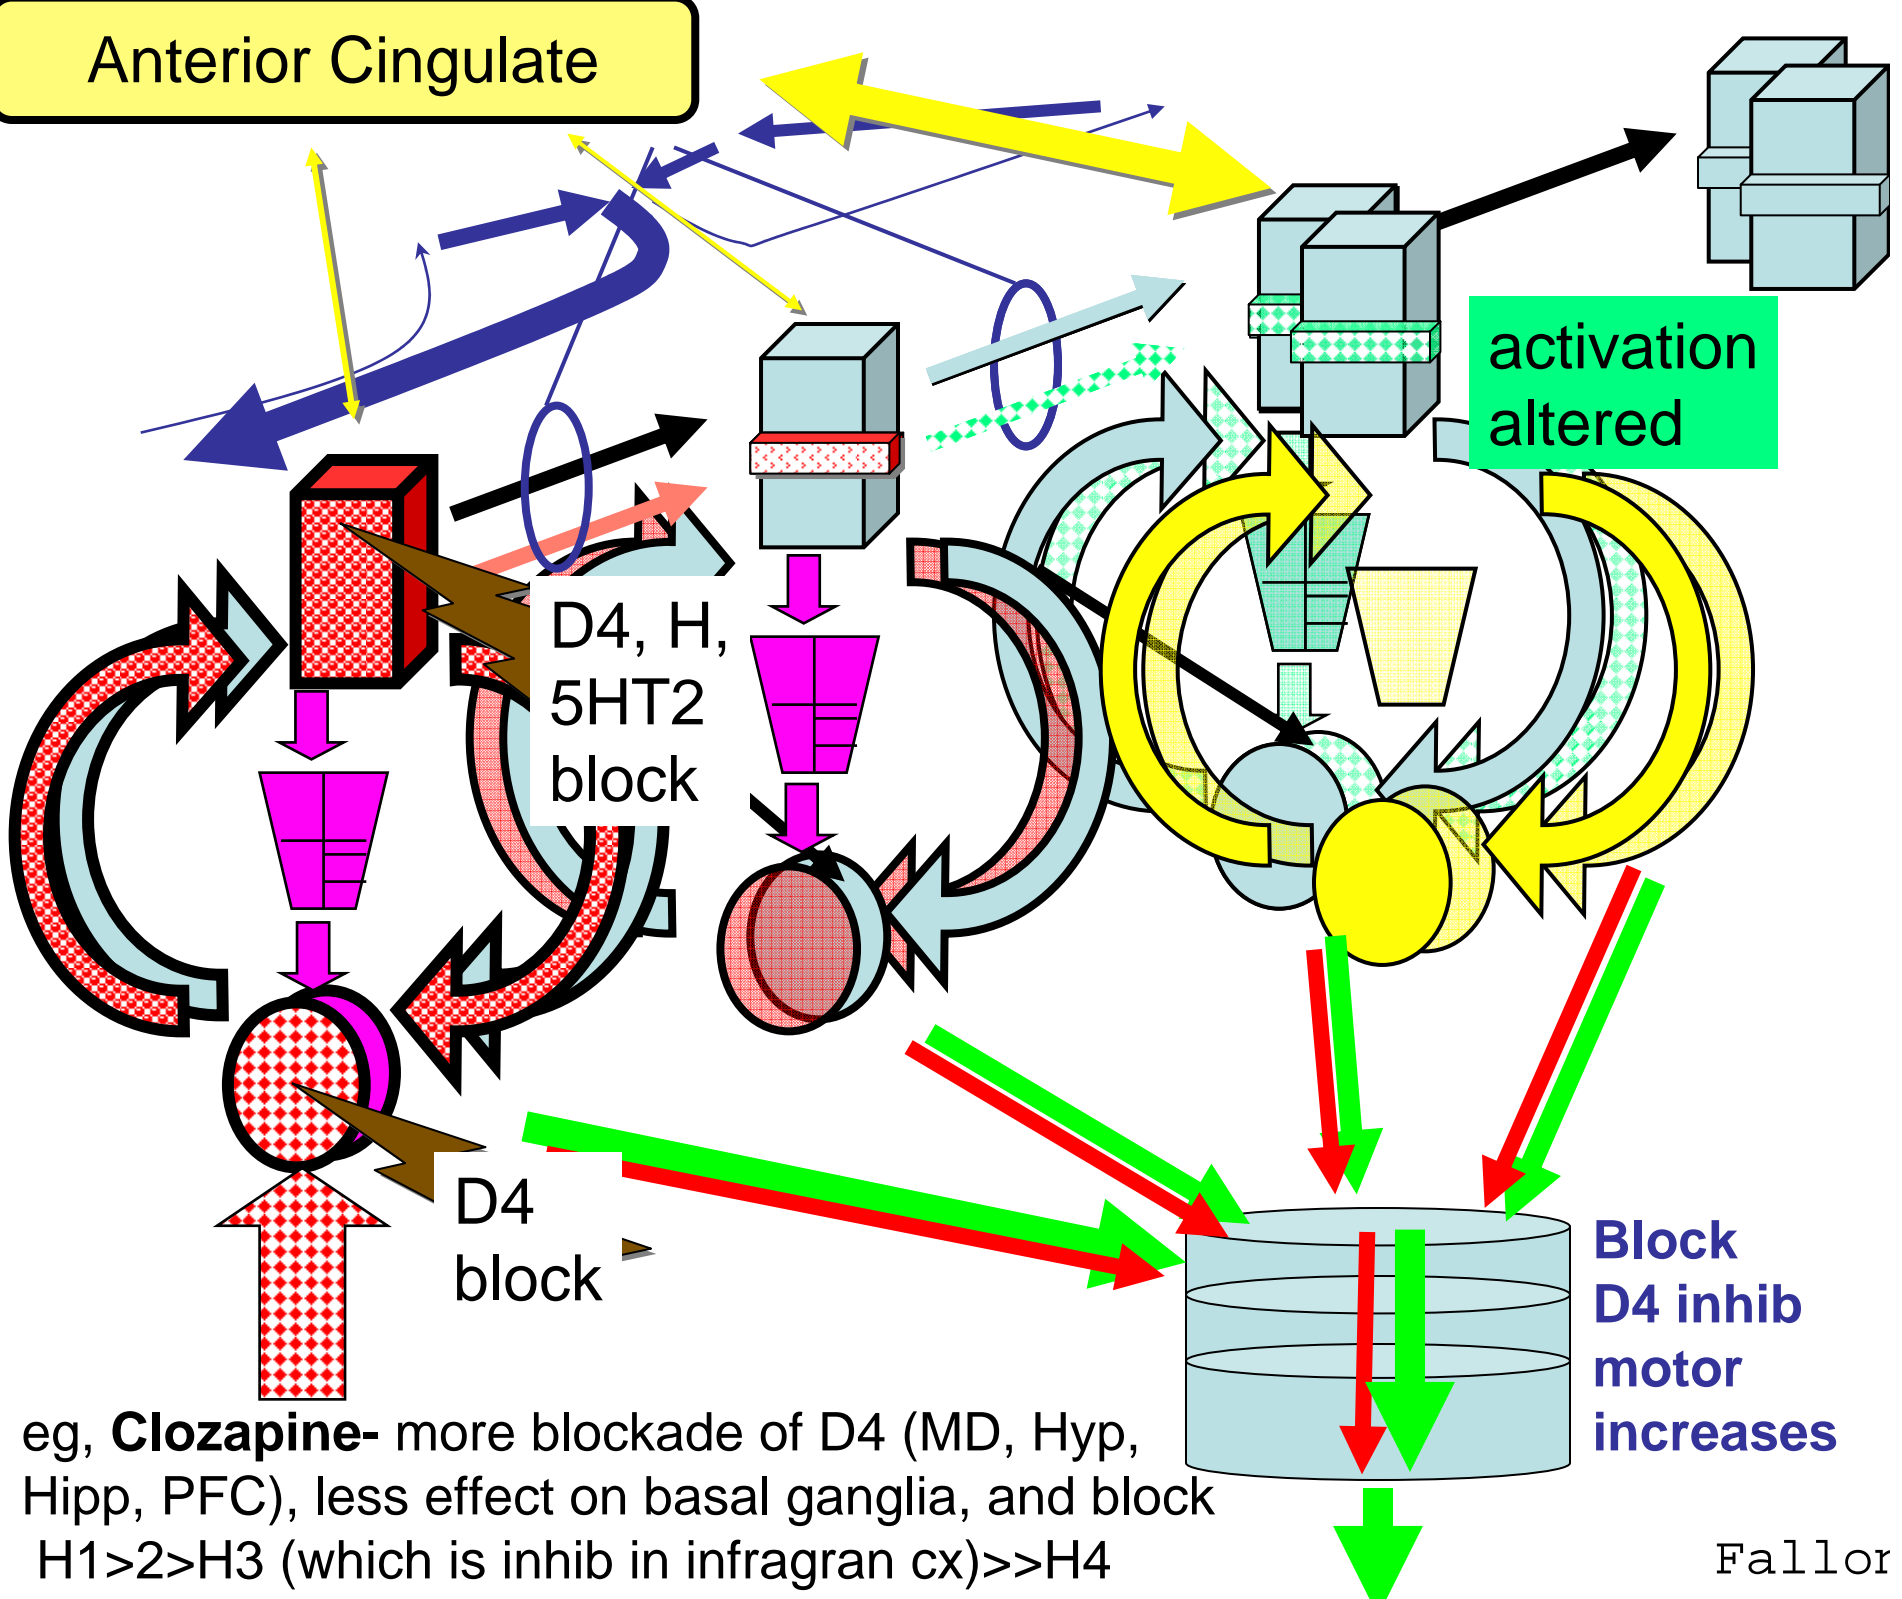 Anterior Cingulate
activation
altered
D4, H,
5HT2
block
D4
block
Block
D4 inhib
motor
increases
eg, Clozapine- more blockade of D4 (MD, Hyp,
Hipp, PFC), less effect on basal ganglia, and block
H1>2>H3 (which is inhib in infragran cx)>>H4
Fallon